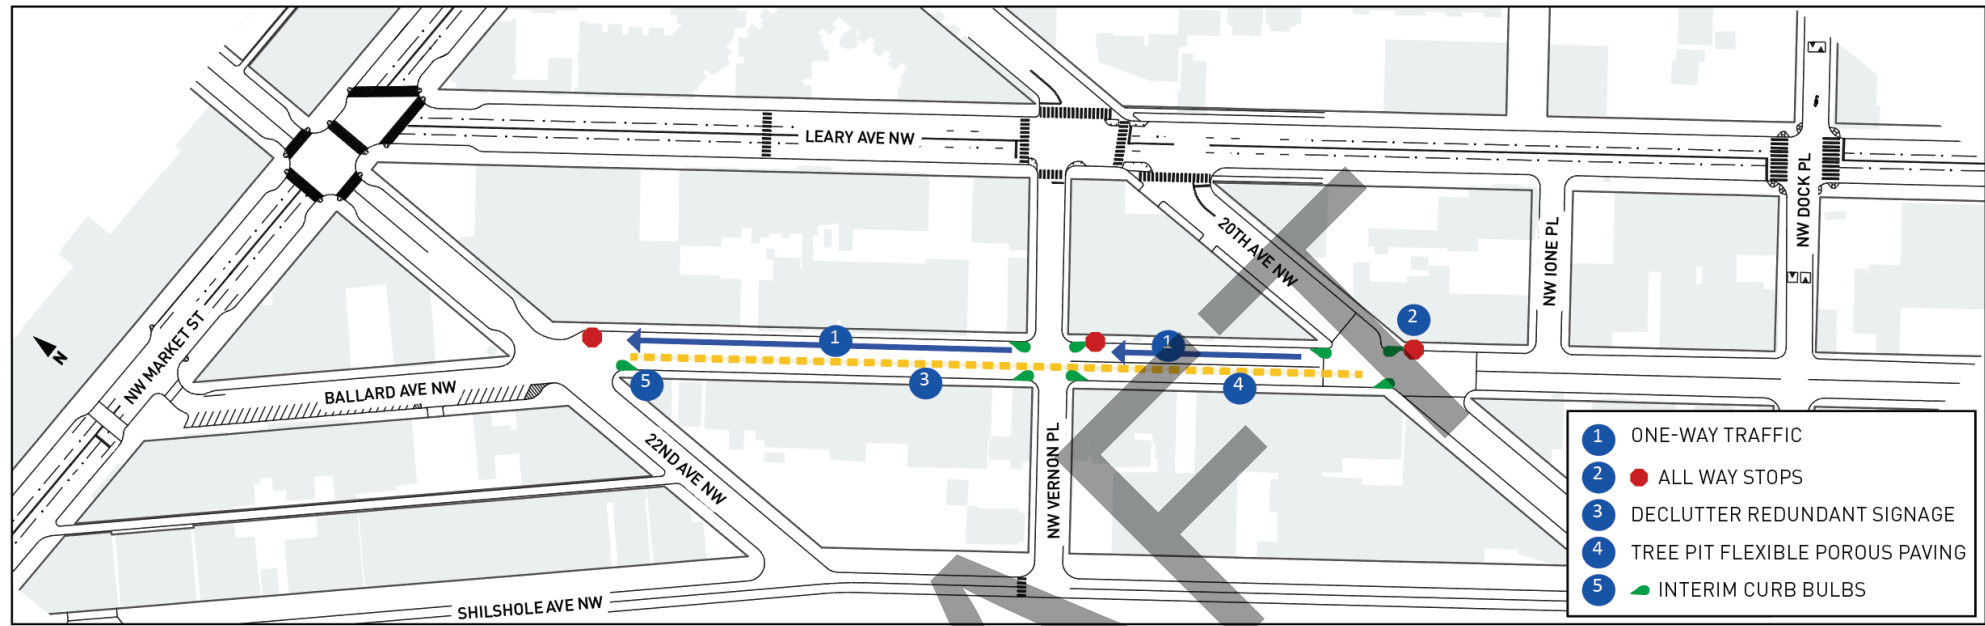 LEARY AVE NW
NW DOCK PL
20TH AVE NW
NW IONE PL
N
NW MARKET ST
BALLARD AVE NW
22ND AVE NW
NW VERNON PL
SHILSHOLE AVE NW
1
1
2
3
4
5
1 ONE-WAY TRAFFIC
2 ALL WAY STOPS
3 DECLUTTER REDUNDANT SIGNAGE
4 TREE PIT FLEXIBLE POROUS PAVING
5 INTERIM CURB BULBS